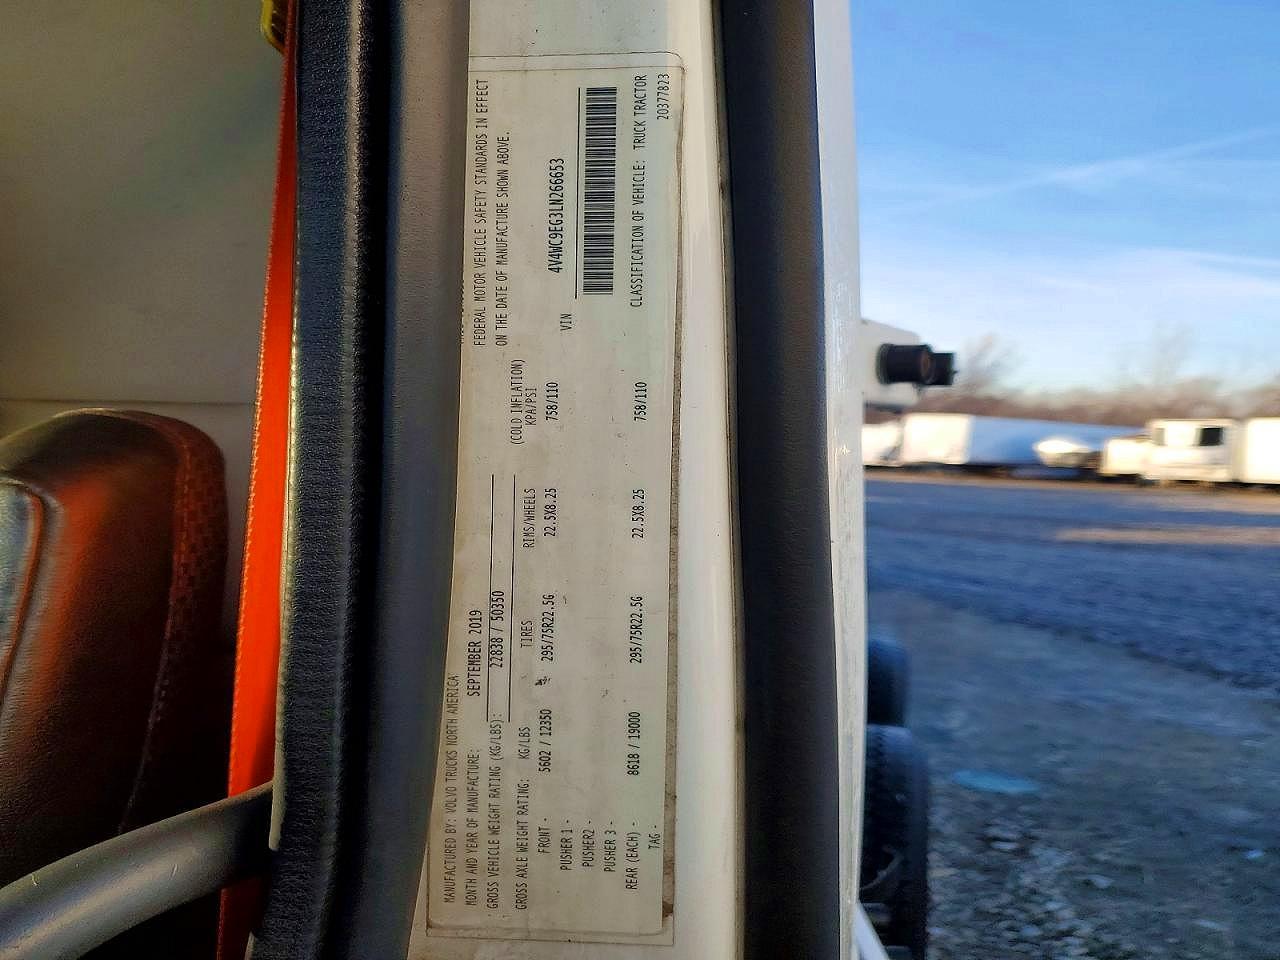 MANUFACTURED BY: VOLVO TRUCKS NORTH AMERICA
MONTH AND YEAR OF MANUFACTURE: SEPTEMBER 2019
GROSS VEHICLE WEIGHT RATING (KG/LBS): 22838 / 50350
GROSS AXLE WEIGHT RATING: KG/LBS TIRES RIMS/WHEELS (COLD INFLATION) KPA/PSI
FRONT - 5602 / 12350 295/75R22.5G 22.5X8.25 758/110
PUSHER 1 -
PUSHER2 -
PUSHER 3 -
REAR (EACH) - 8618 / 19000 295/75R22.5G 22.5X8.25 758/110
TAG -
FEDERAL MOTOR VEHICLE SAFETY STANDARDS IN EFFECT
ON THE DATE OF MANUFACTURE SHOWN ABOVE.
VIN 4V4WC9EG3LN266653
CLASSIFICATION OF VEHICLE: TRUCK TRACTOR
20377823